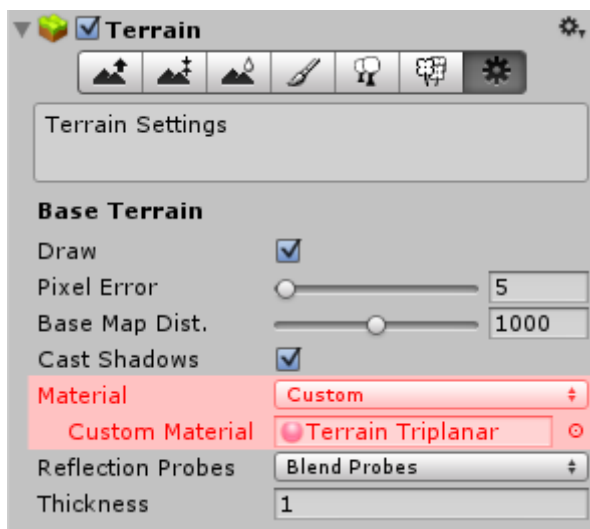 Terrain
Terrain Settings
Base Terrain
Draw
Pixel Error 5
Base Map Dist. 1000
Cast Shadows
Material Custom
Custom Material Terrain Triplanar
Reflection Probes Blend Probes
Thickness 1